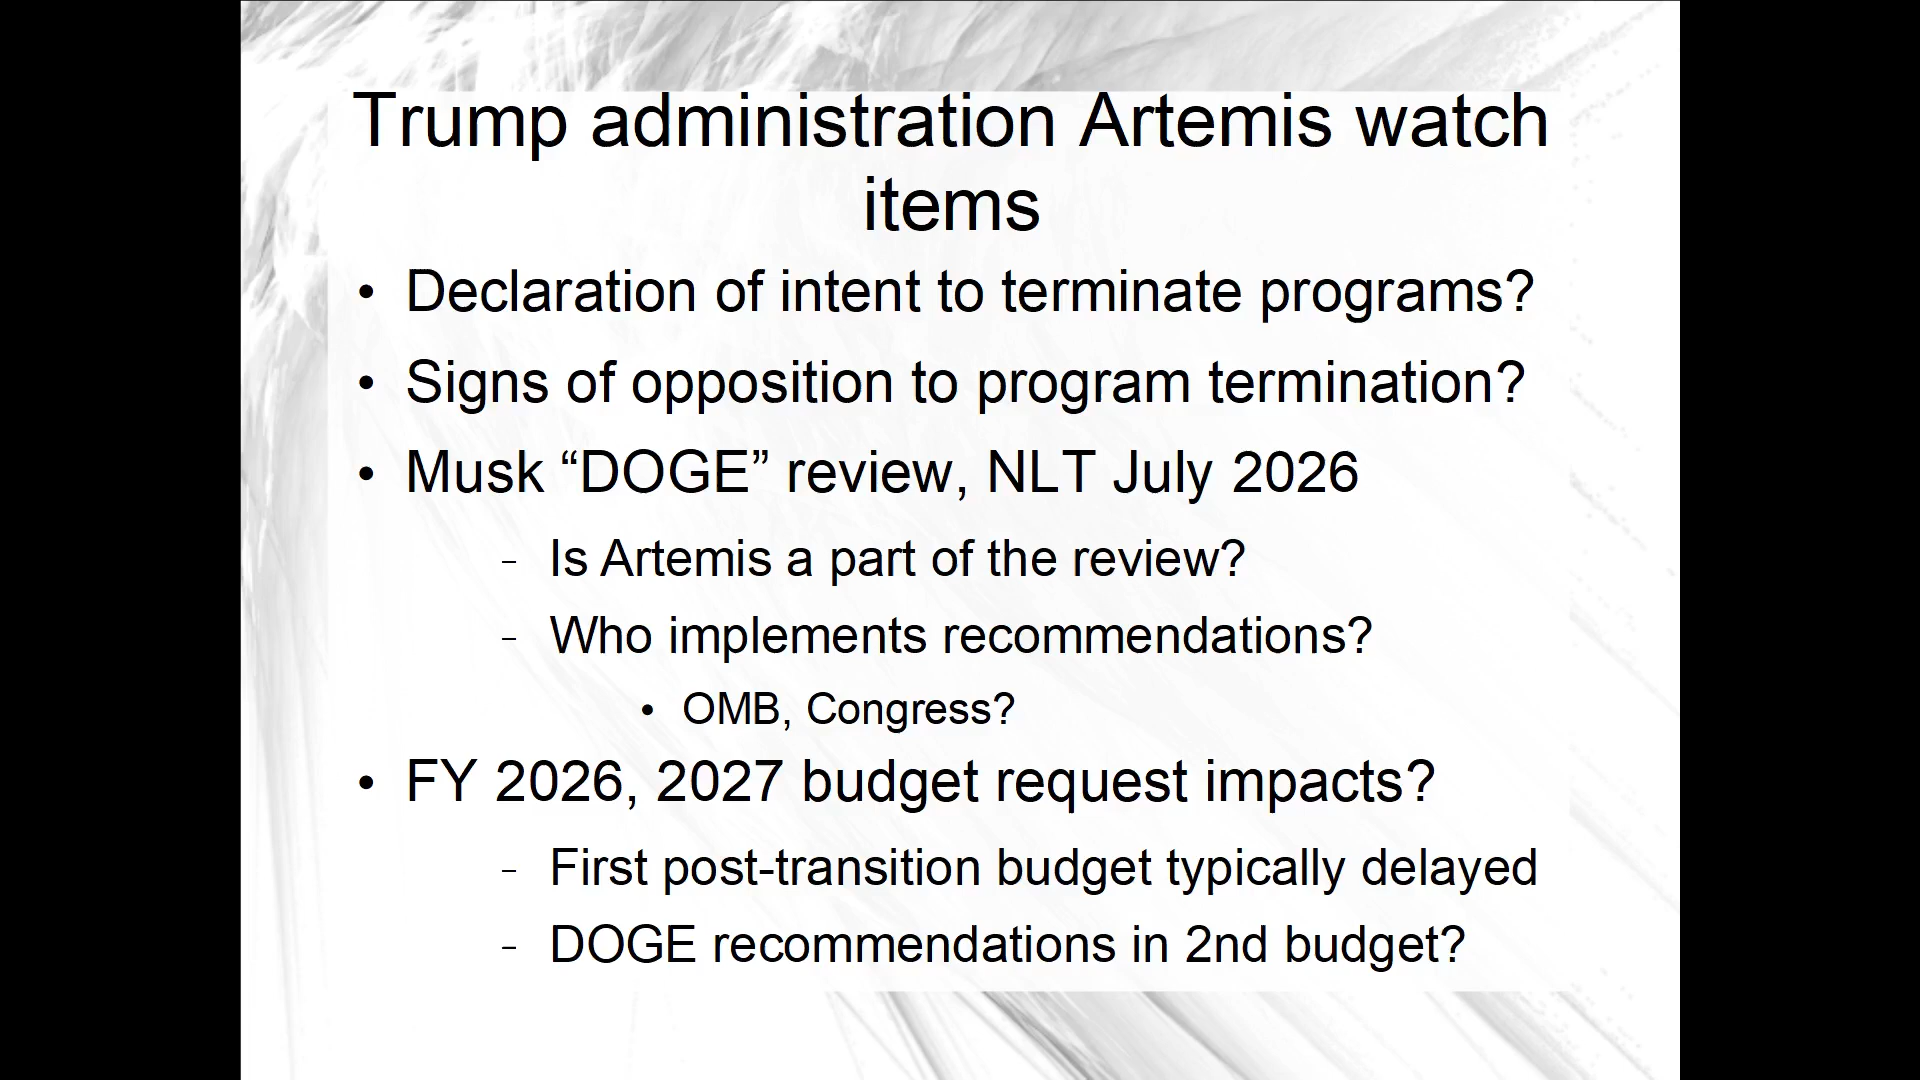 Trump administration Artemis watch
items
• Declaration of intent to terminate programs?
• Signs of opposition to program termination?
• Musk “DOGE” review, NLT July 2026
– Is Artemis a part of the review?
– Who implements recommendations?
• OMB, Congress?
• FY 2026, 2027 budget request impacts?
– First post-transition budget typically delayed
– DOGE recommendations in 2nd budget?